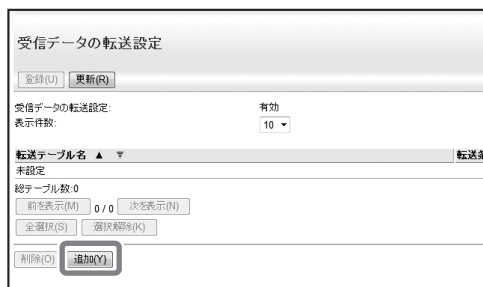 受信データの転送設定
登録(U) 更新(R)
受信データの転送設定: 有効
表示件数: 10
転送テーブル名 ▲ ▼ 転送条
未設定
総テーブル数:0
前を表示(M) 0 / 0 次を表示(N)
全選択(S) 選択解除(K)
削除(O) 追加(Y)